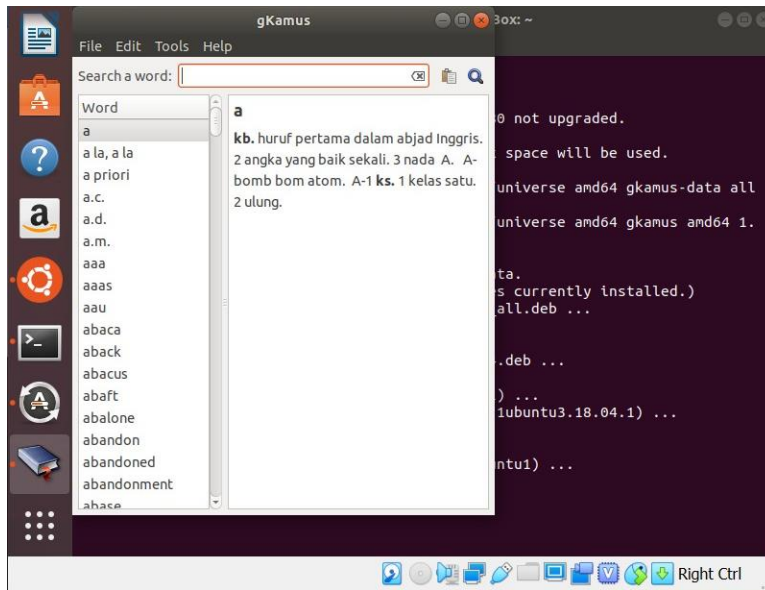 gKamus
Box: ~
File Edit Tools Help
Search a word:
Word
a
a la, a la
a priori
a.c.
a.d.
a.m.
aaa
aaas
aau
abaca
aback
abacus
abaft
abalone
abandon
abandoned
abandonment
abase
a
kb. huruf pertama dalam abjad Inggris.
2 angka yang baik sekali. 3 nada A. A-
bomb bom atom. A-1 ks. 1 kelas satu.
2 ulung.
0 not upgraded.
space will be used.
universe amd64 gkamus-data all
universe amd64 gkamus amd64 1.
ta.
s currently installed.)
all.deb ...
.deb ...
) ...
1ubuntu3.18.04.1) ...
ntu1) ...
Right Ctrl